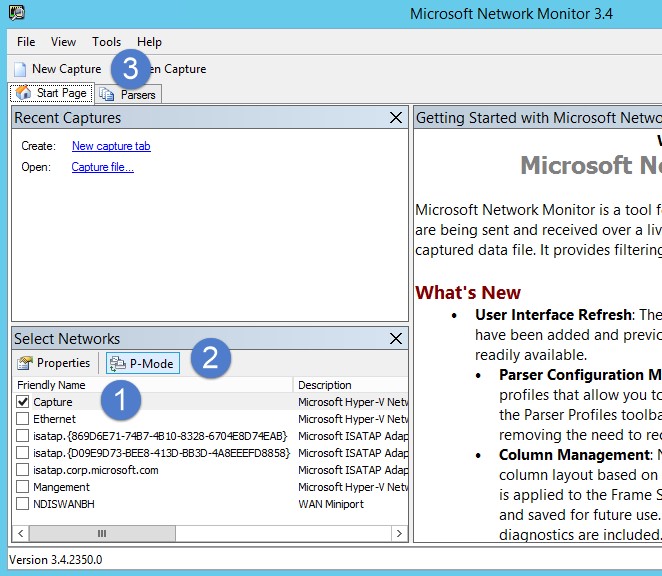 Microsoft Network Monitor 3.4
File View Tools Help
New Capture 3 en Capture
Start Page Parsers
Recent Captures
Create: New capture tab
Open: Capture file...
Select Networks
Properties P-Mode 2
Friendly Name Description
1
Capture Microsoft Hyper-V Netw
Ethernet Microsoft Hyper-V Netw
isatap.{869D6E71-74B7-4B10-8328-6704E8D74EAB} Microsoft ISATAP Adap
isatap.{D09E9D73-BEE8-413D-BB3D-4A8EEEFD8858} Microsoft ISATAP Adap
isatap.corp.microsoft.com Microsoft ISATAP Adap
Mangement Microsoft Hyper-V Netw
NDISWANBH WAN Miniport
Getting Started with Microsoft Netwo
W
Microsoft Ne
Microsoft Network Monitor is a tool f
are being sent and received over a liv
captured data file. It provides filtering
What's New
• User Interface Refresh: The
have been added and previo
readily available.
• Parser Configuration M
profiles that allow you to
the Parser Profiles toolba
removing the need to rec
• Column Management: N
column layout based on
is applied to the Frame S
and saved for future use.
diagnostics are included.
Version 3.4.2350.0